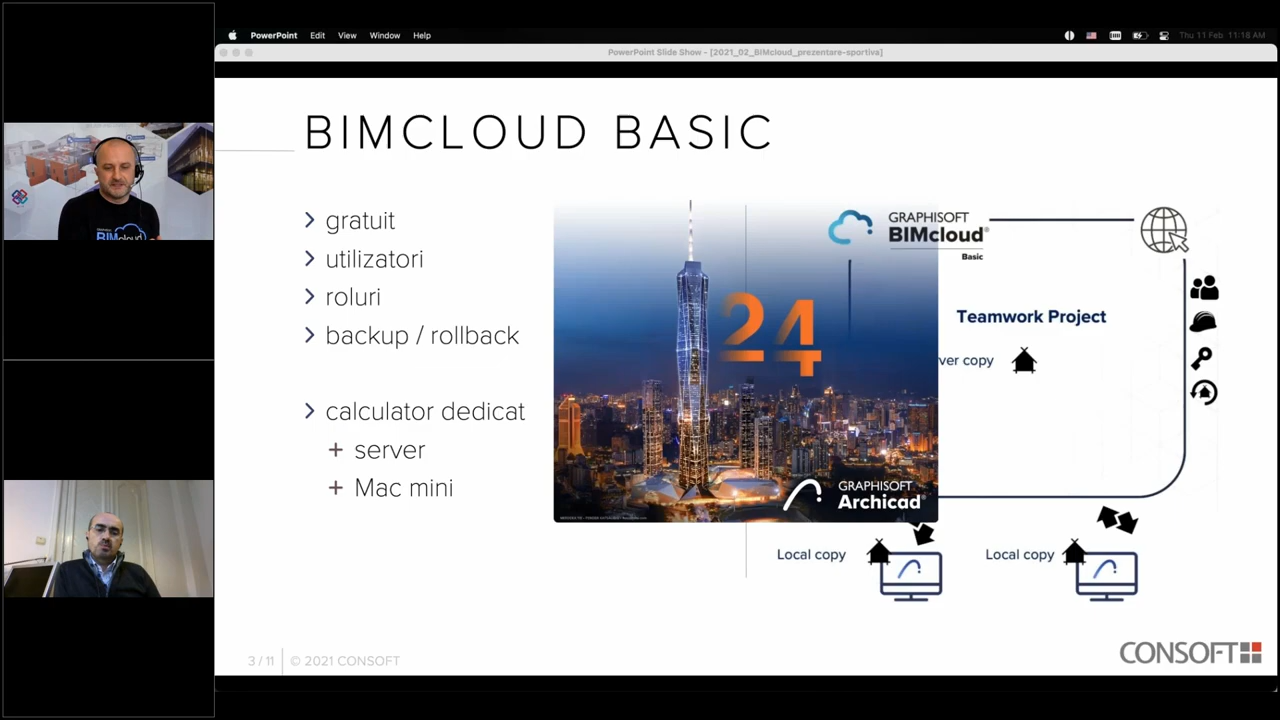 PowerPoint Edit View Window Help
Thu 11 Feb 11:18 AM
PowerPoint Slide Show - [2021_02_BIMcloud_prezentare-sportiva]
BIMCLOUD BASIC
gratuit
utilizatori
roluri
backup / rollback
calculator dedicat
+ server
+ Mac mini
GRAPHISOFT
BIMcloud®
Basic
24
Teamwork Project
ver copy
GRAPHISOFT
Archicad
Local copy
Local copy
BIMcloud
3 / 11
© 2021 CONSOFT
CONSOFT